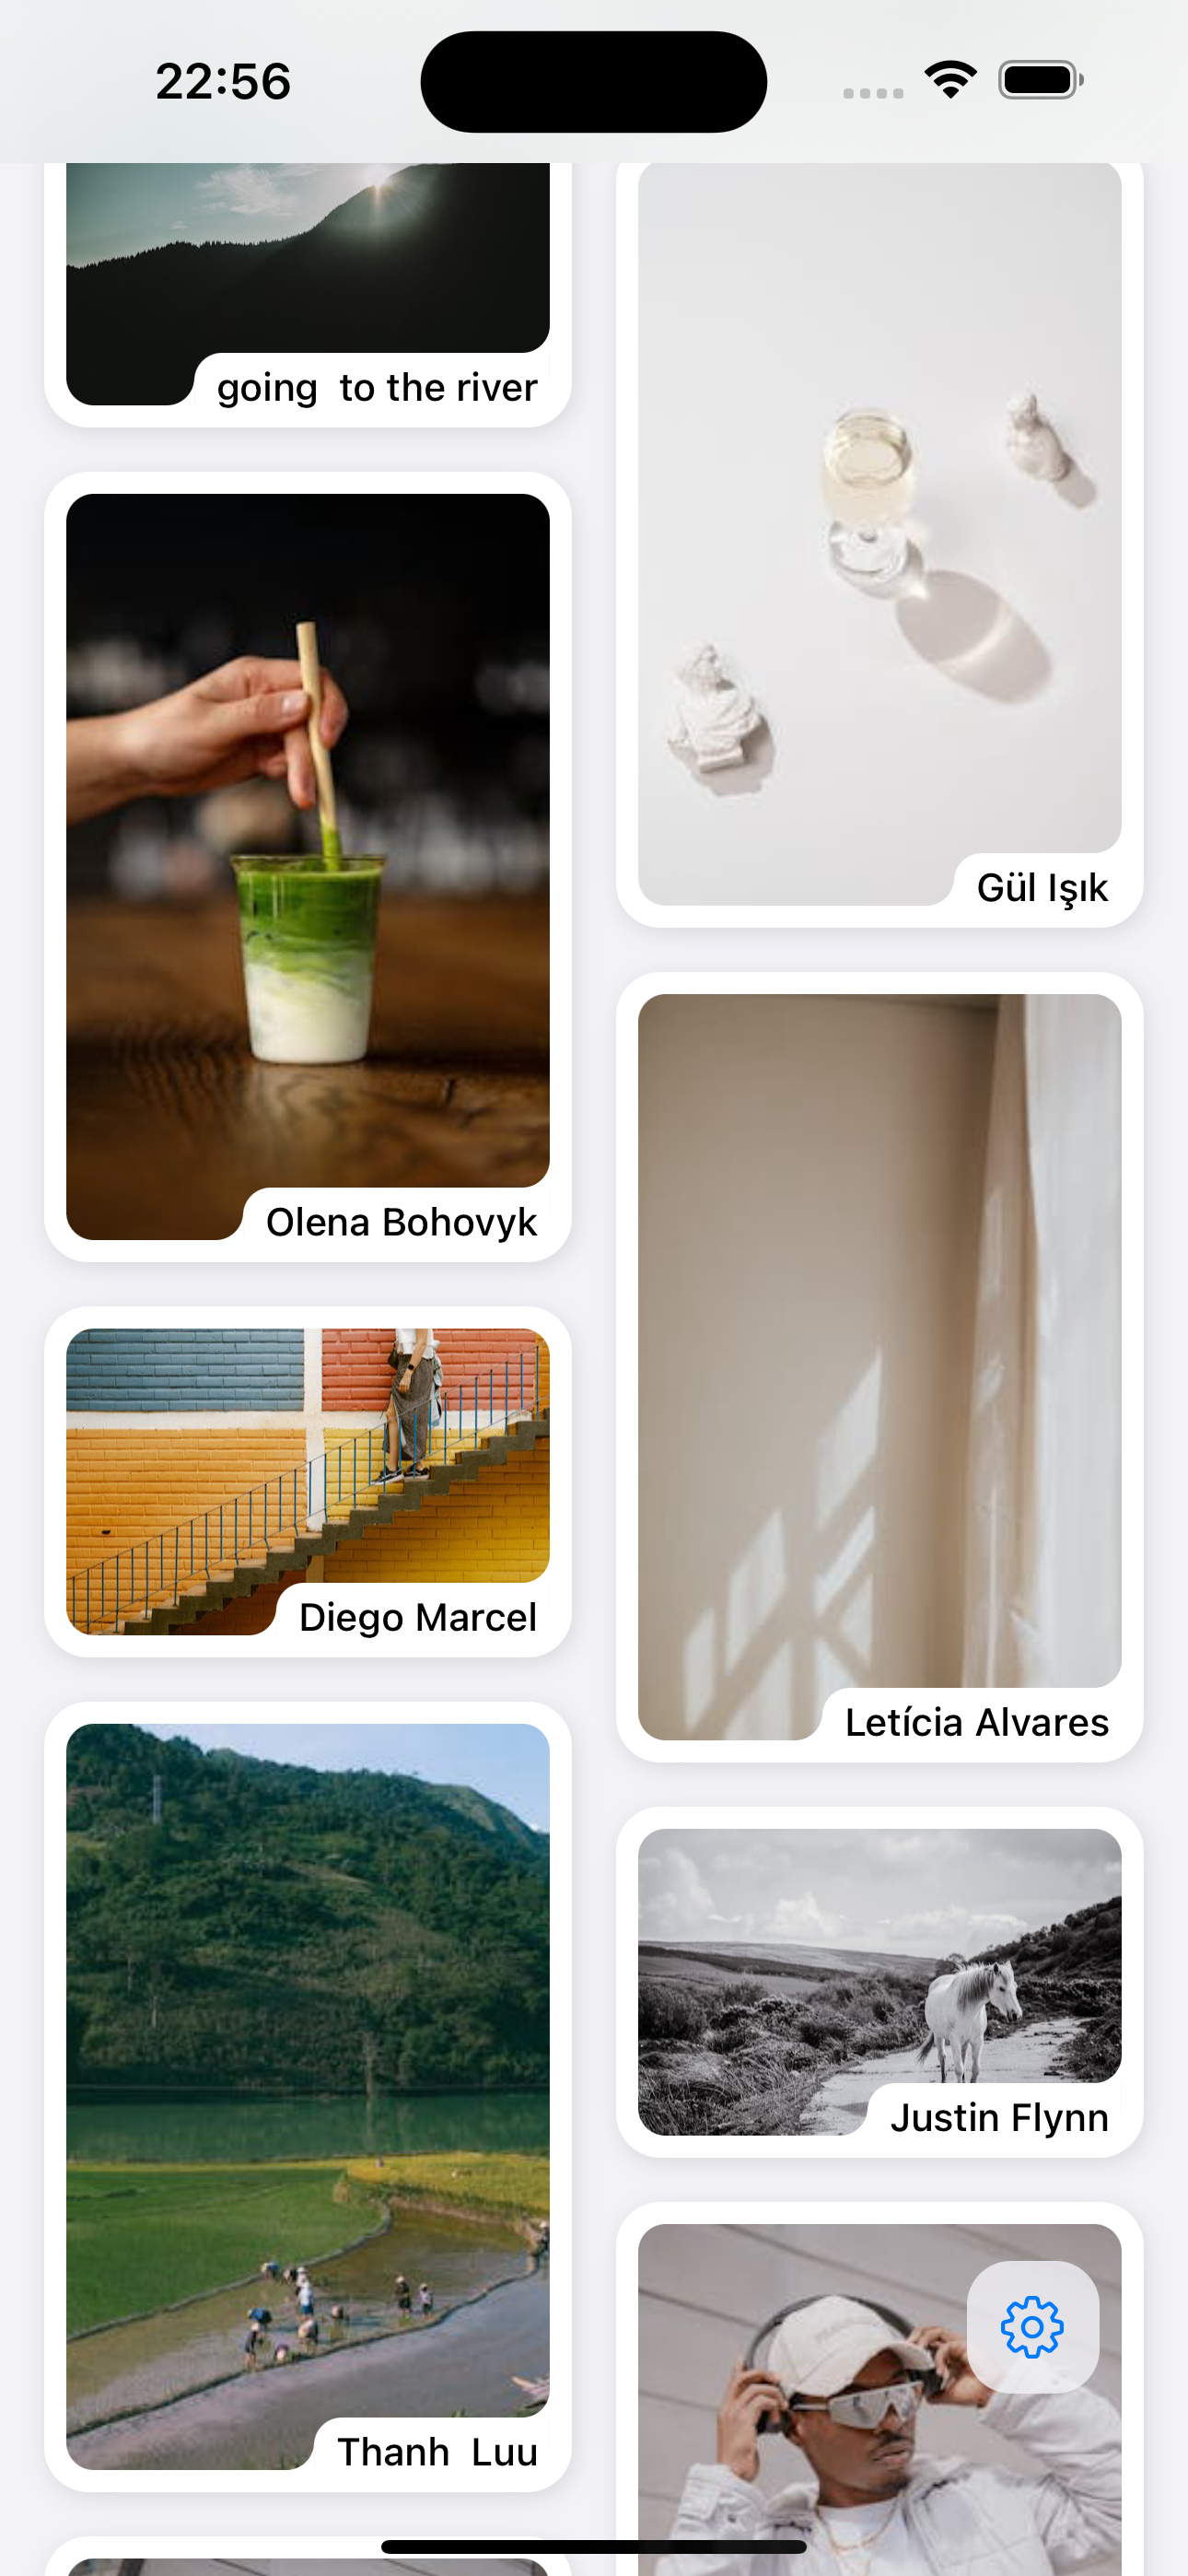 22:56
going  to the river
Gül Işık
Olena Bohovyk
Diego Marcel
Letícia Alvares
Justin Flynn
Thanh  Luu